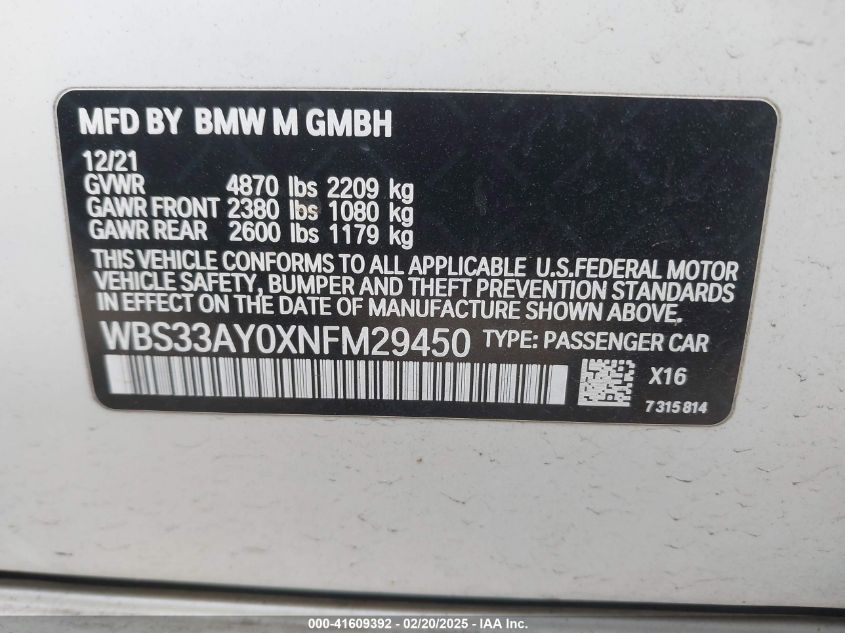 MFD BY BMW M GMBH
12/21
GVWR 4870 lbs 2209 kg
GAWR FRONT 2380 lbs 1080 kg
GAWR REAR 2600 lbs 1179 kg
THIS VEHICLE CONFORMS TO ALL APPLICABLE U.S.FEDERAL MOTOR
VEHICLE SAFETY, BUMPER AND THEFT PREVENTION STANDARDS
IN EFFECT ON THE DATE OF MANUFACTURE SHOWN ABOVE.
WBS33AY0XNFM29450 TYPE: PASSENGER CAR
X16
7 315 814
000-41609392 - 02/20/2025 - IAA Inc.